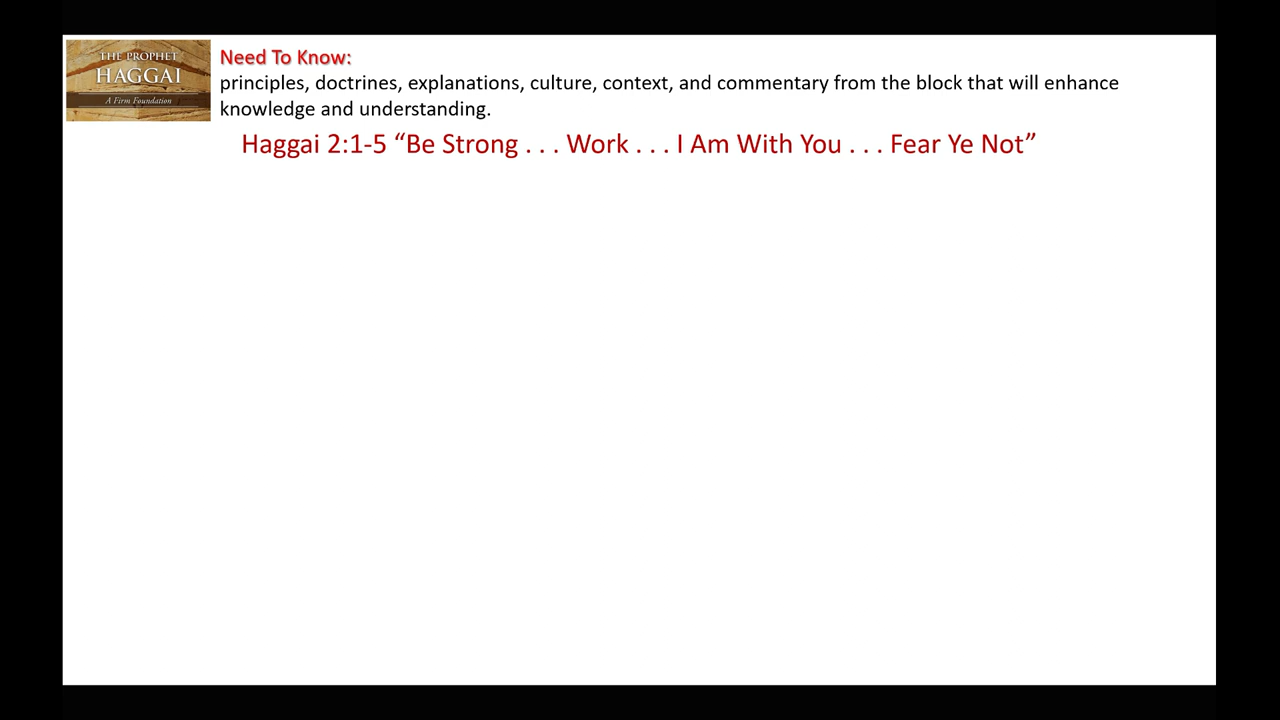 THE PROPHET
HAGGAI
A Firm Foundation
Need To Know:
principles, doctrines, explanations, culture, context, and commentary from the block that will enhance
knowledge and understanding.
Haggai 2:1-5 “Be Strong . . . Work . . . I Am With You . . . Fear Ye Not”